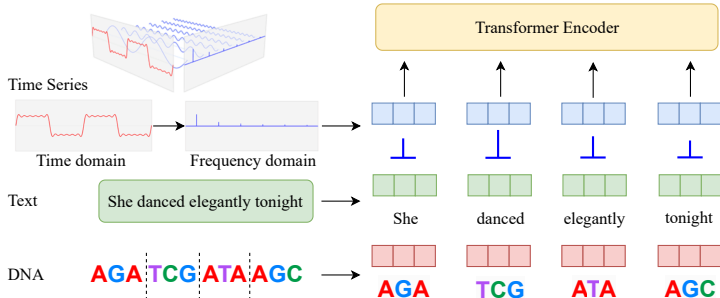 Transformer Encoder
Time Series
Time domain
Frequency domain
Text
She danced elegantly tonight
She danced elegantly tonight
DNA
AGA TCG ATA AGC
AGA TCG ATA AGC